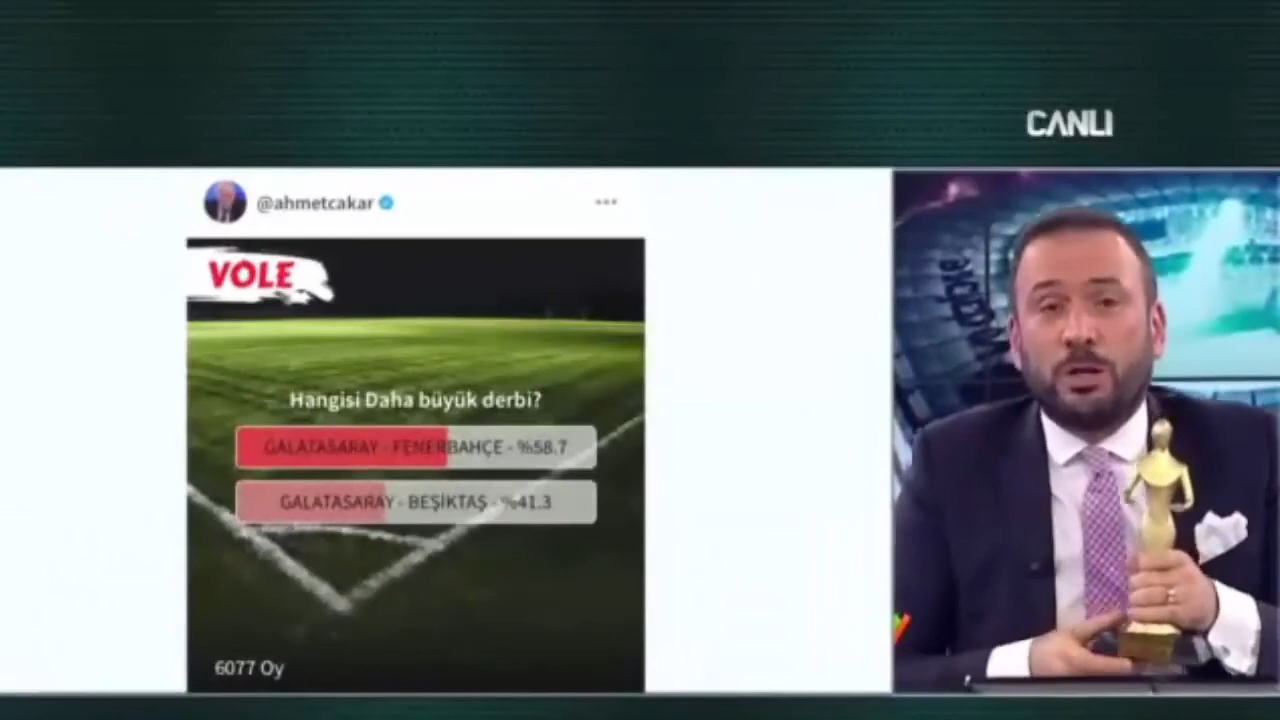 CANLI
@ahmetcakar
VOLE
Hangisi Daha büyük derbi?
GALATASARAY - FENERBAHÇE - %58.7
GALATASARAY - BEŞİKTAŞ - %41.3
6077 Oy